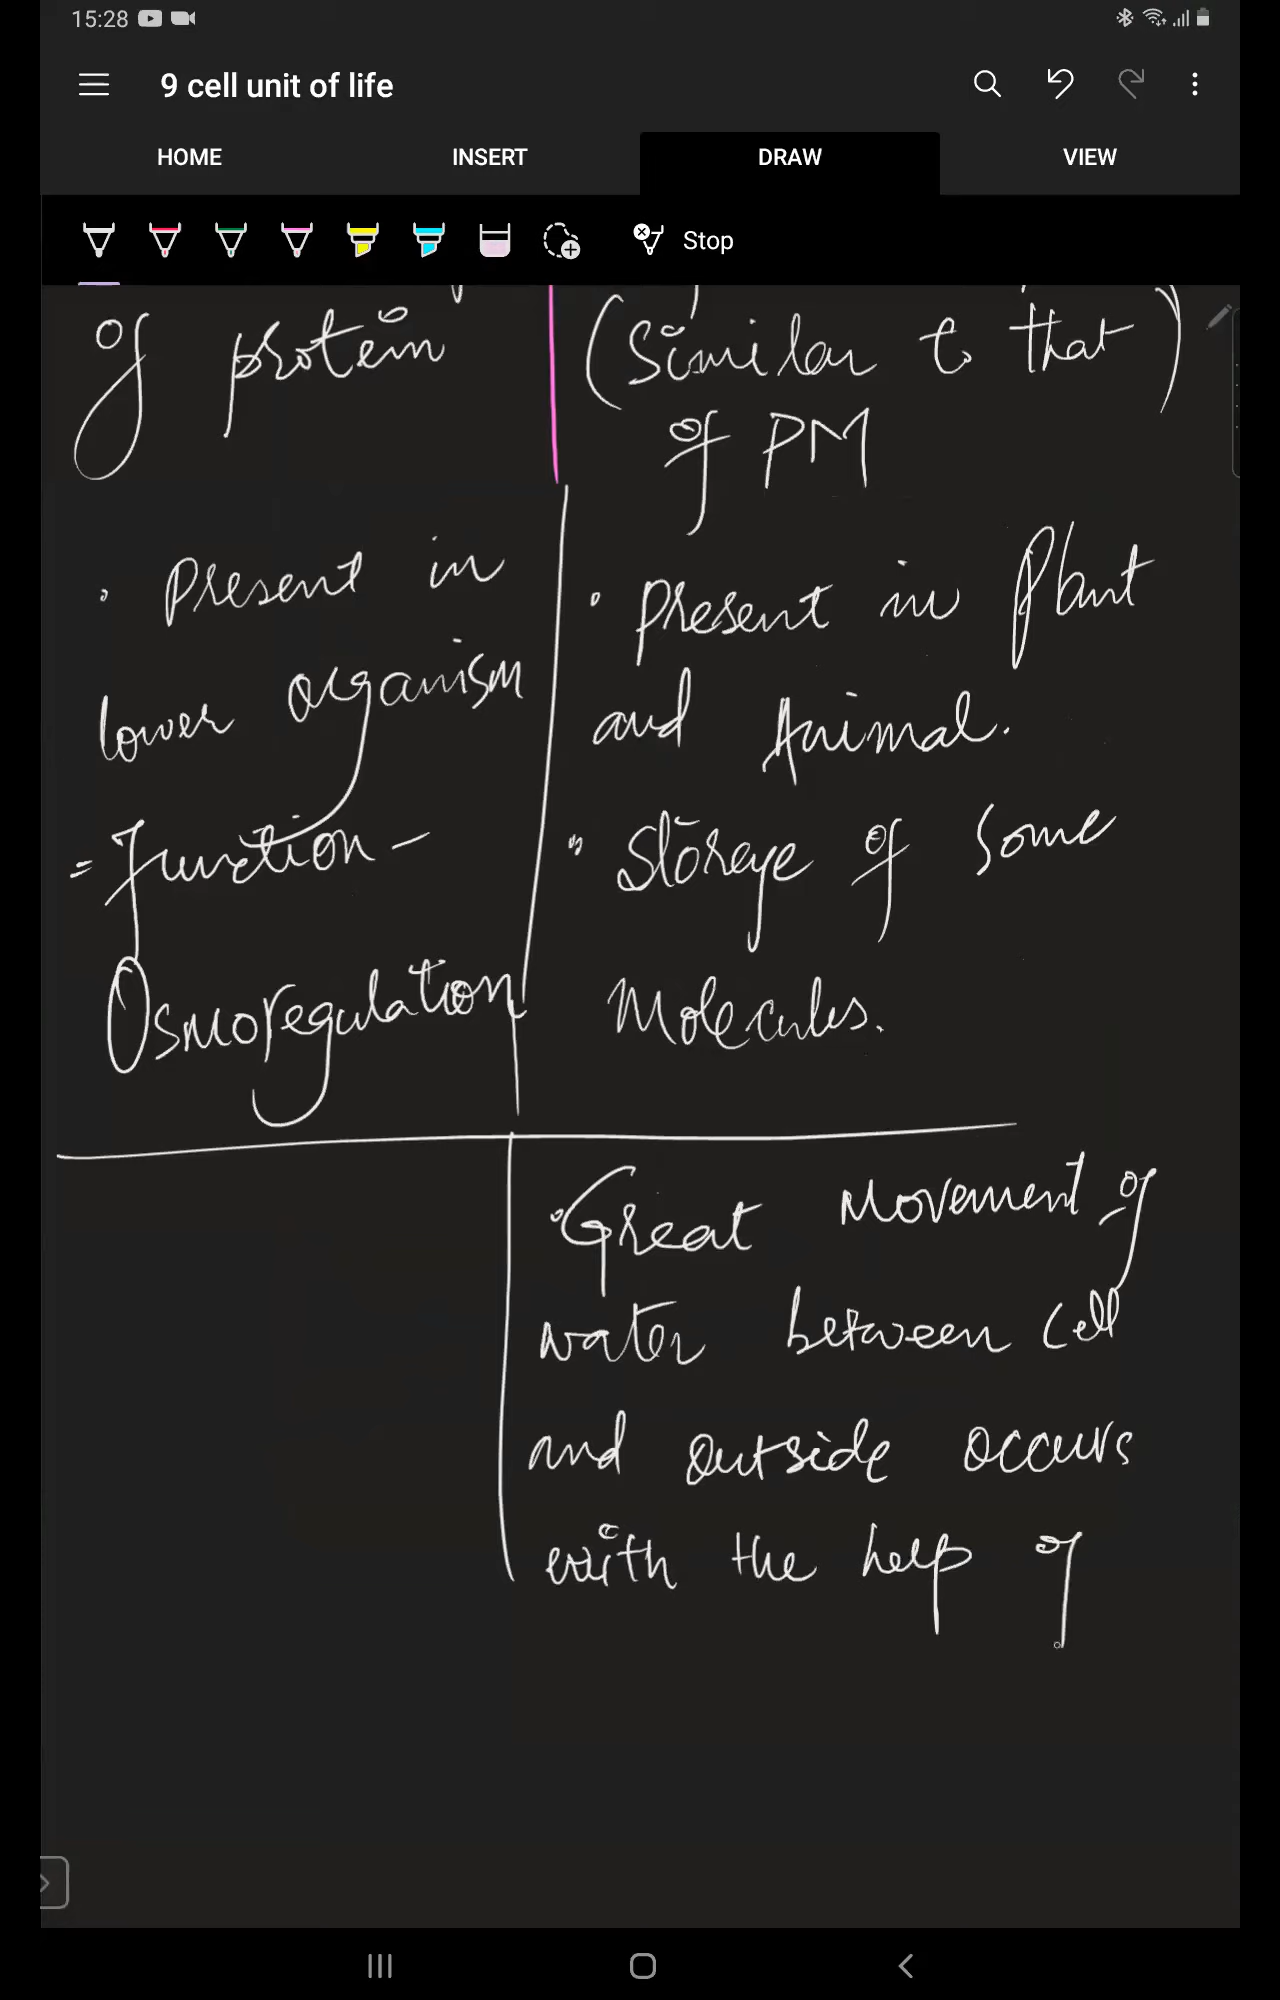 15:28
9 cell unit of life
HOME INSERT DRAW VIEW
Stop
of protein
(Similar to that)
of PM
• Present in
lower organism
= Function -
Osmoregulation
• Present in Plant
and Animal.
" Storage of some
Molecules.
• Great Movement of
water between cell
and outside occurs
with the help of